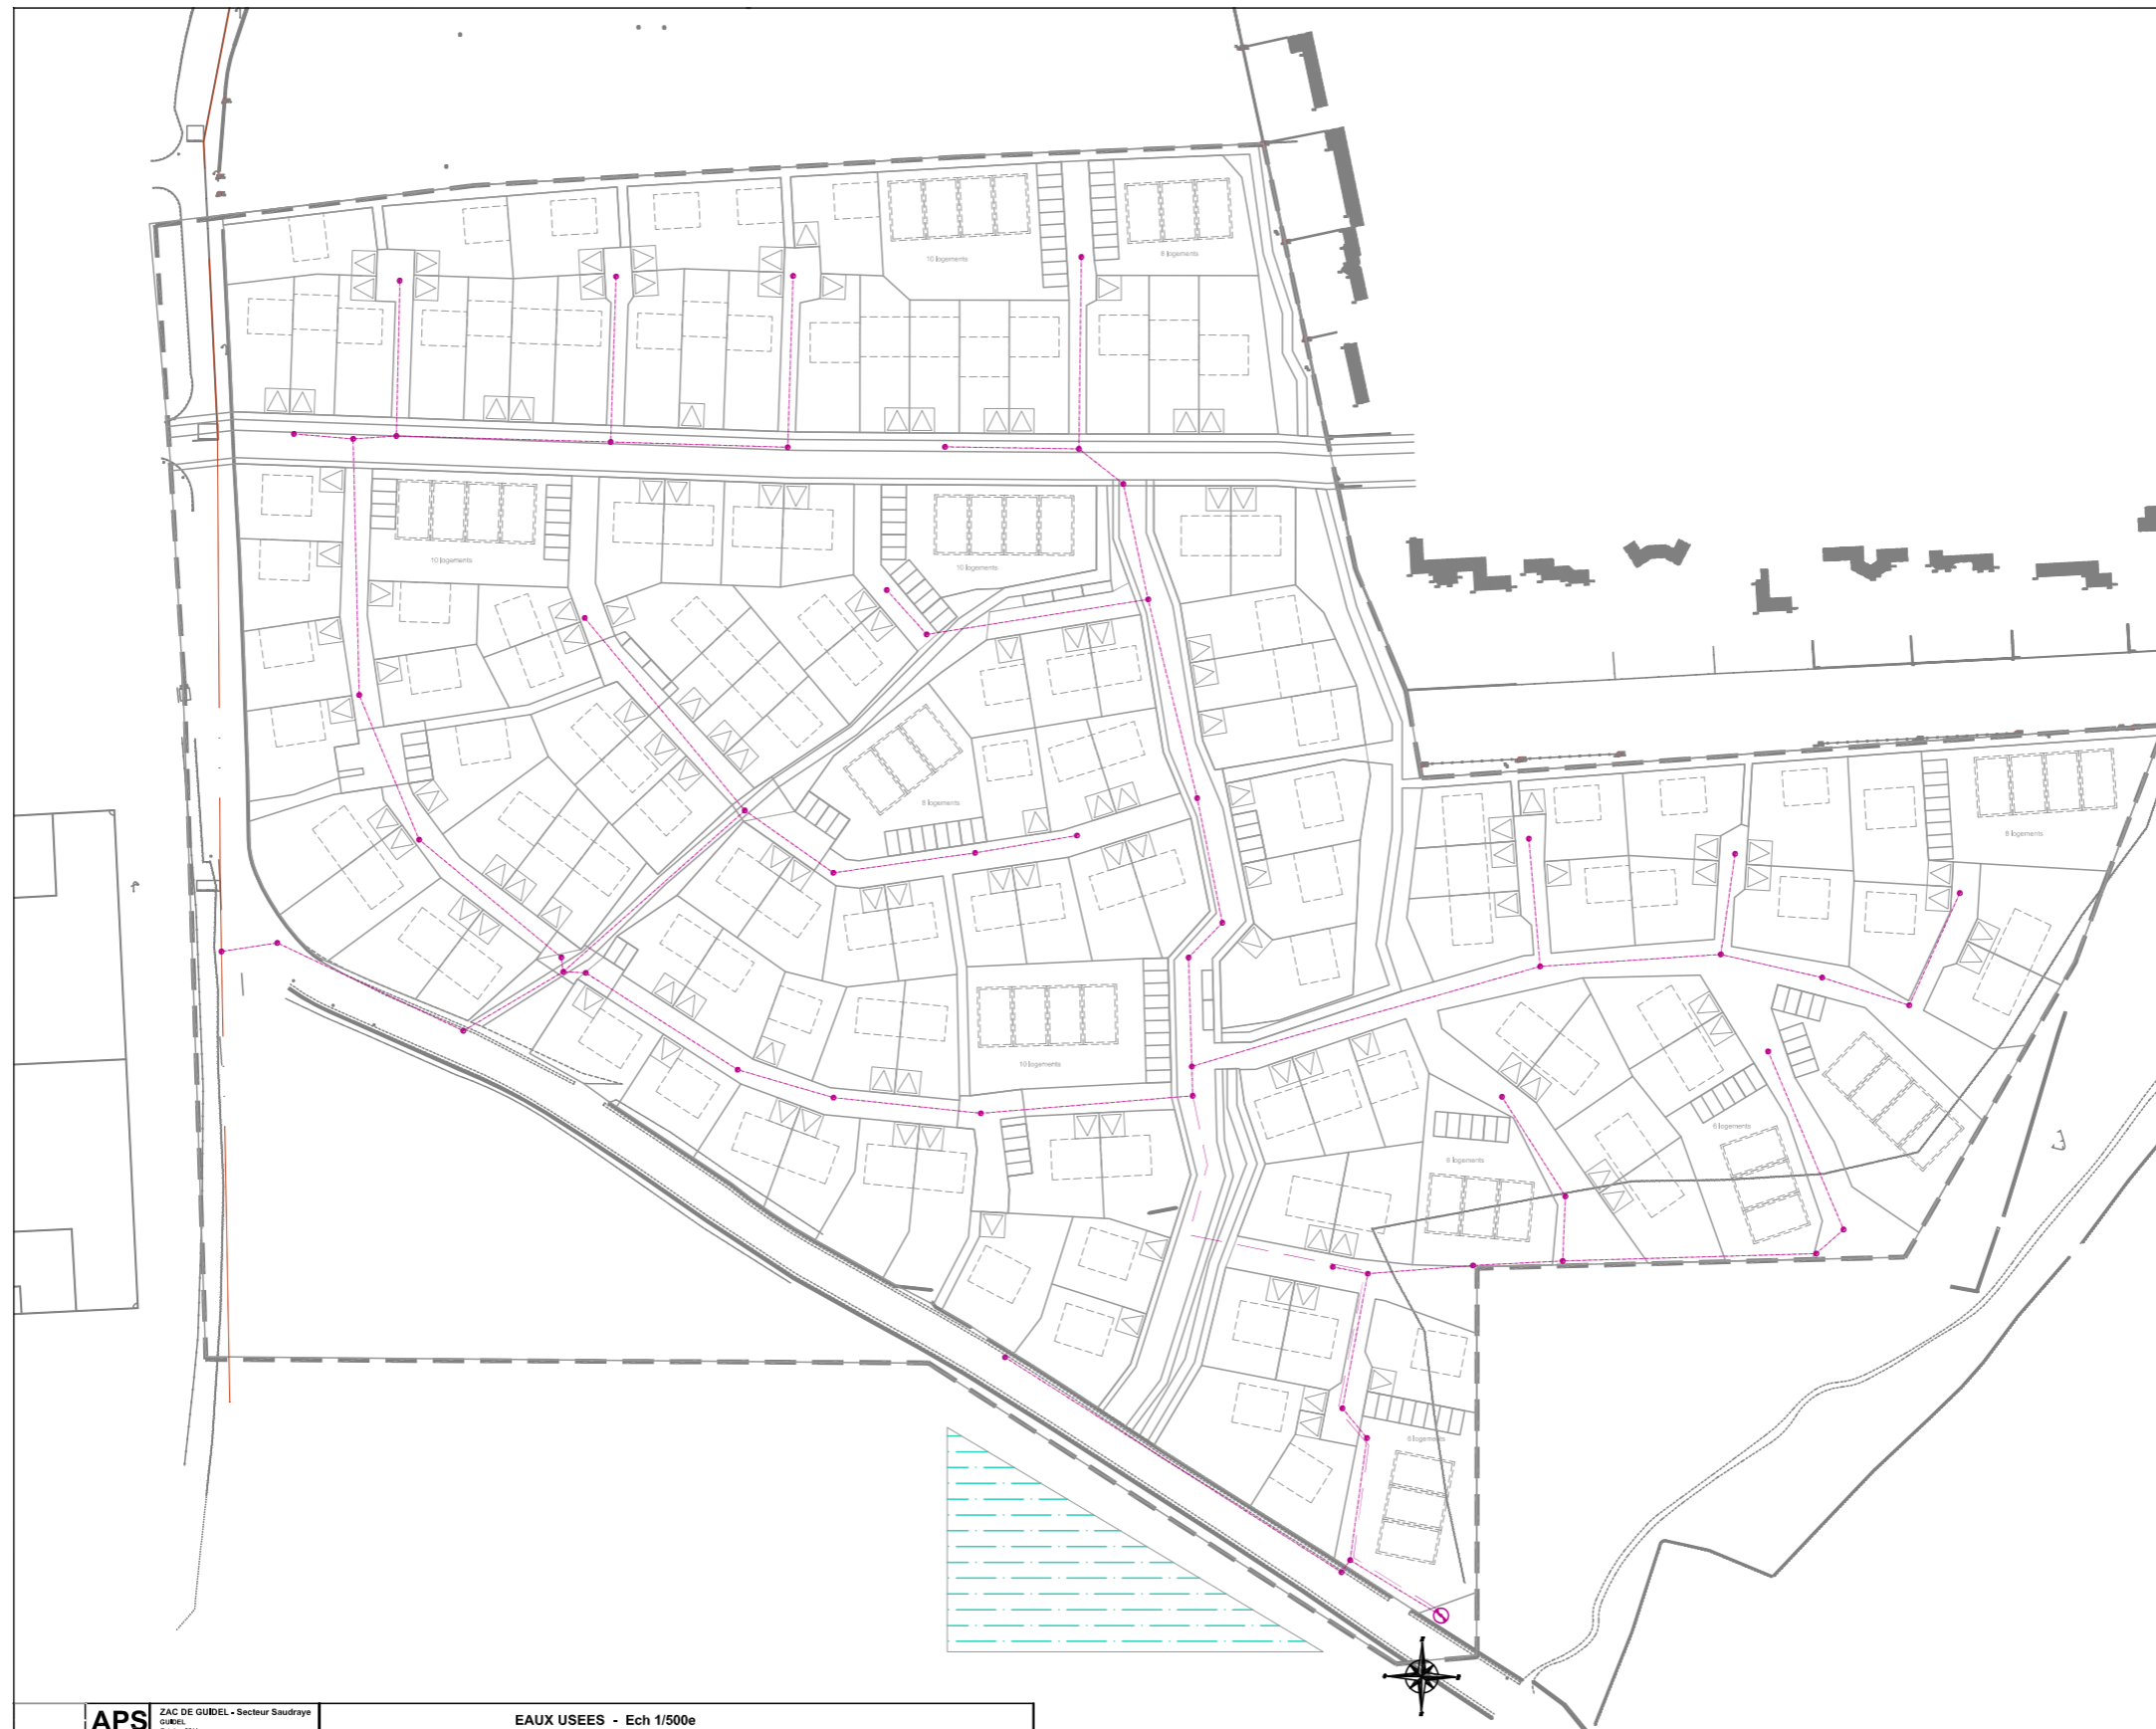 10 logements
8 logements
10 logements
10 logements
8 logements
8 logements
10 logements
6 logements
6 logements
6 logements
APS
ZAC DE GUIDEL - Secteur Saudraye
GUIDEL
EAUX USEES - Ech 1/500e